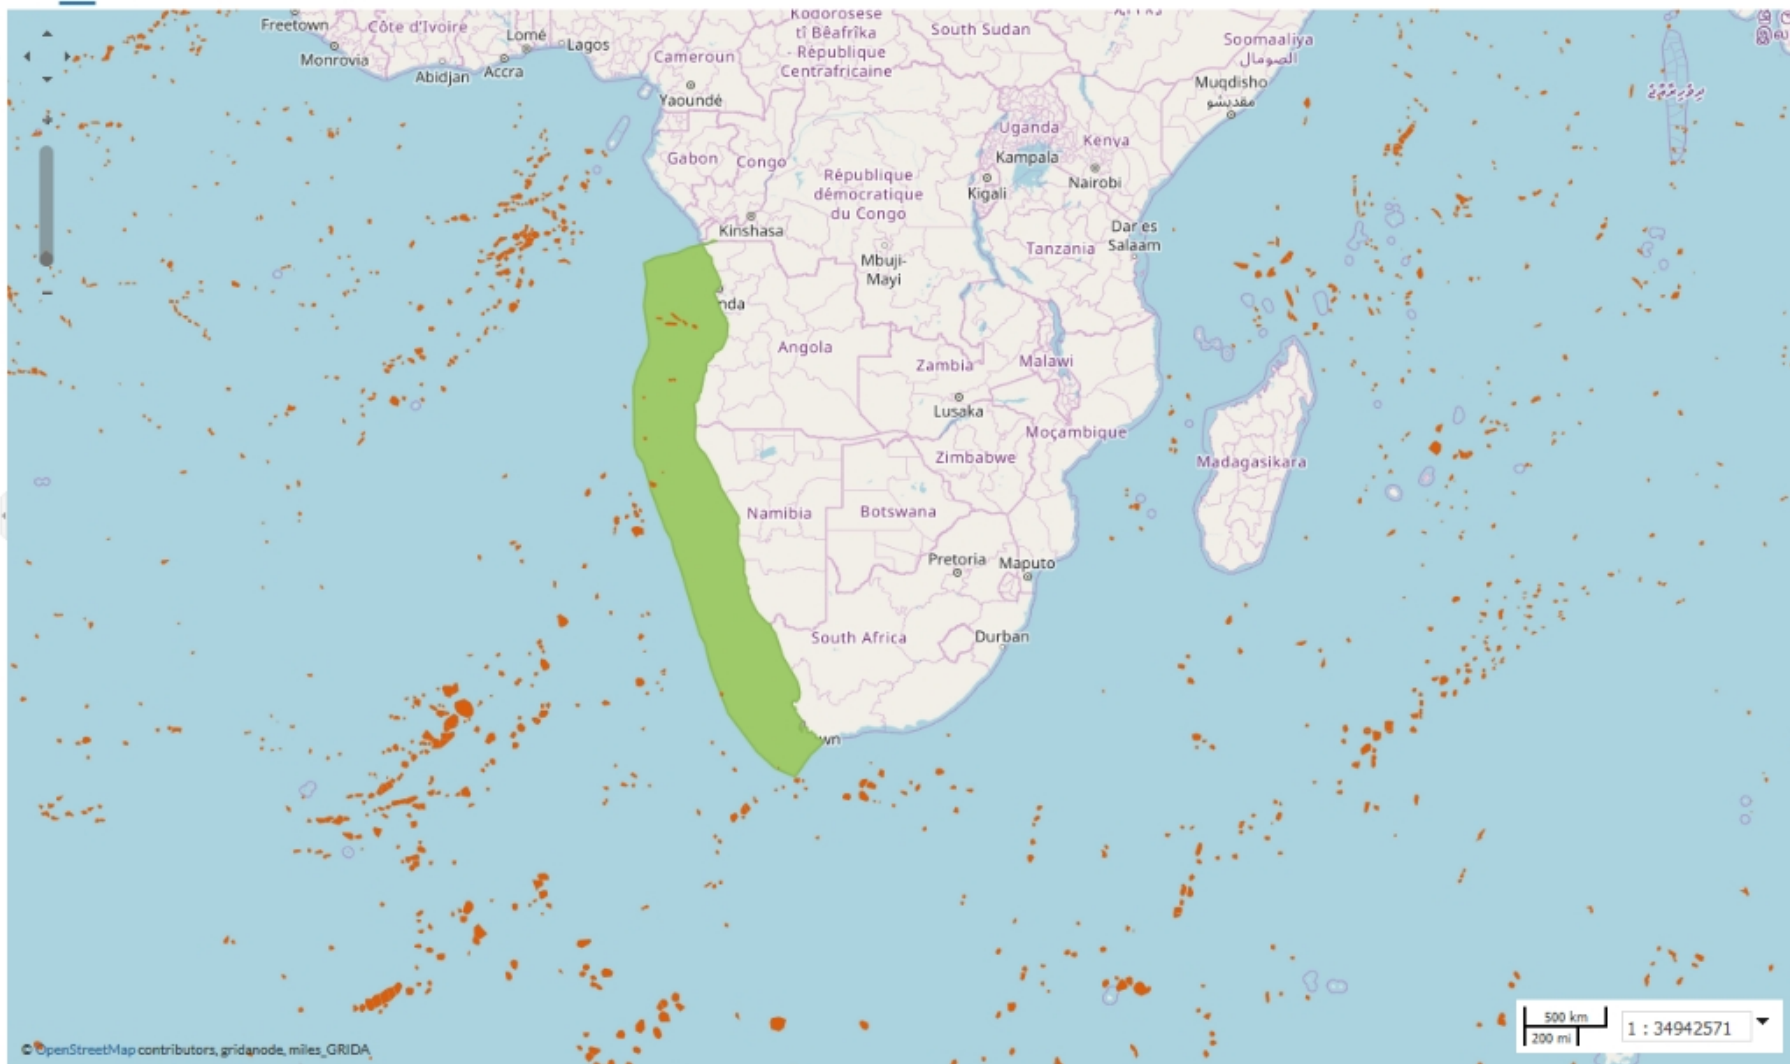 Freetown
Côte d'Ivoire
Monrovia
Abidjan
Lomé
Accra
Lagos
Kodorosese
tî Bêafrîka
- République
Centrafricaine
South Sudan
Cameroun
Yaoundé
Soomaaliya
الصومال
Muqdisho
مقديشو
ދިވެހިރާއްޖެ
Uganda
Kampala
Kenya
Nairobi
Gabon
Congo
République
démocratique
du Congo
Kigali
Kinshasa
Dar es
Salaam
Tanzania
Mbuji-
Mayi
nda
Angola
Zambia
Malawi
Lusaka
Moçambique
Zimbabwe
Madagasikara
Namibia
Botswana
Pretoria
Maputo
South Africa
Durban
wn
500 km
200 mi
1 : 34942571
© OpenStreetMap contributors, gridanode, miles_GRIDA